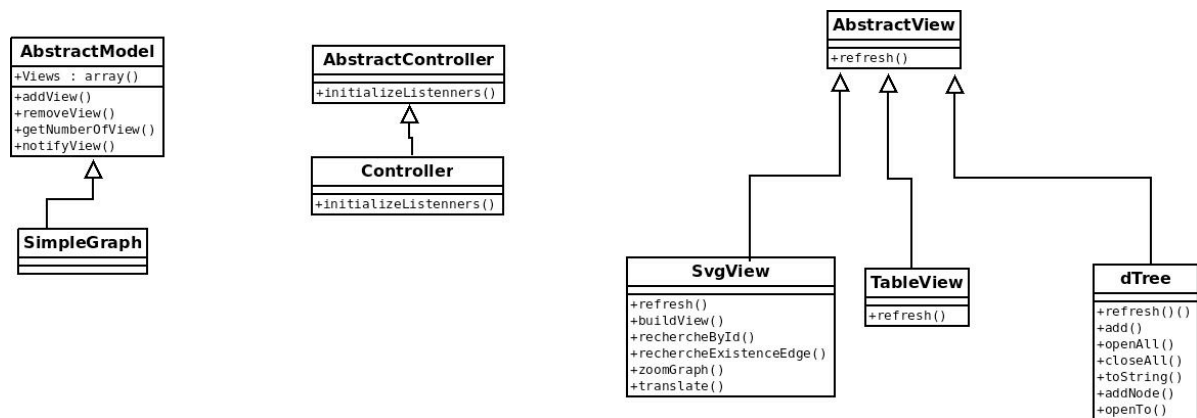 AbstractModel
+Views : array()
+addView()
+removeView()
+getNumberOfView()
+notifyView()
SimpleGraph
AbstractController
+initializeListenners()
Controller
+initializeListenners()
AbstractView
+refresh()
SvgView
+refresh()
+buildView()
+rechercheById()
+rechercheExistenceEdge()
+zoomGraph()
+translate()
TableView
+refresh()
dTree
+refresh()()
+add()
+openAll()
+closeAll()
+toString()
+addNode()
+openTo()